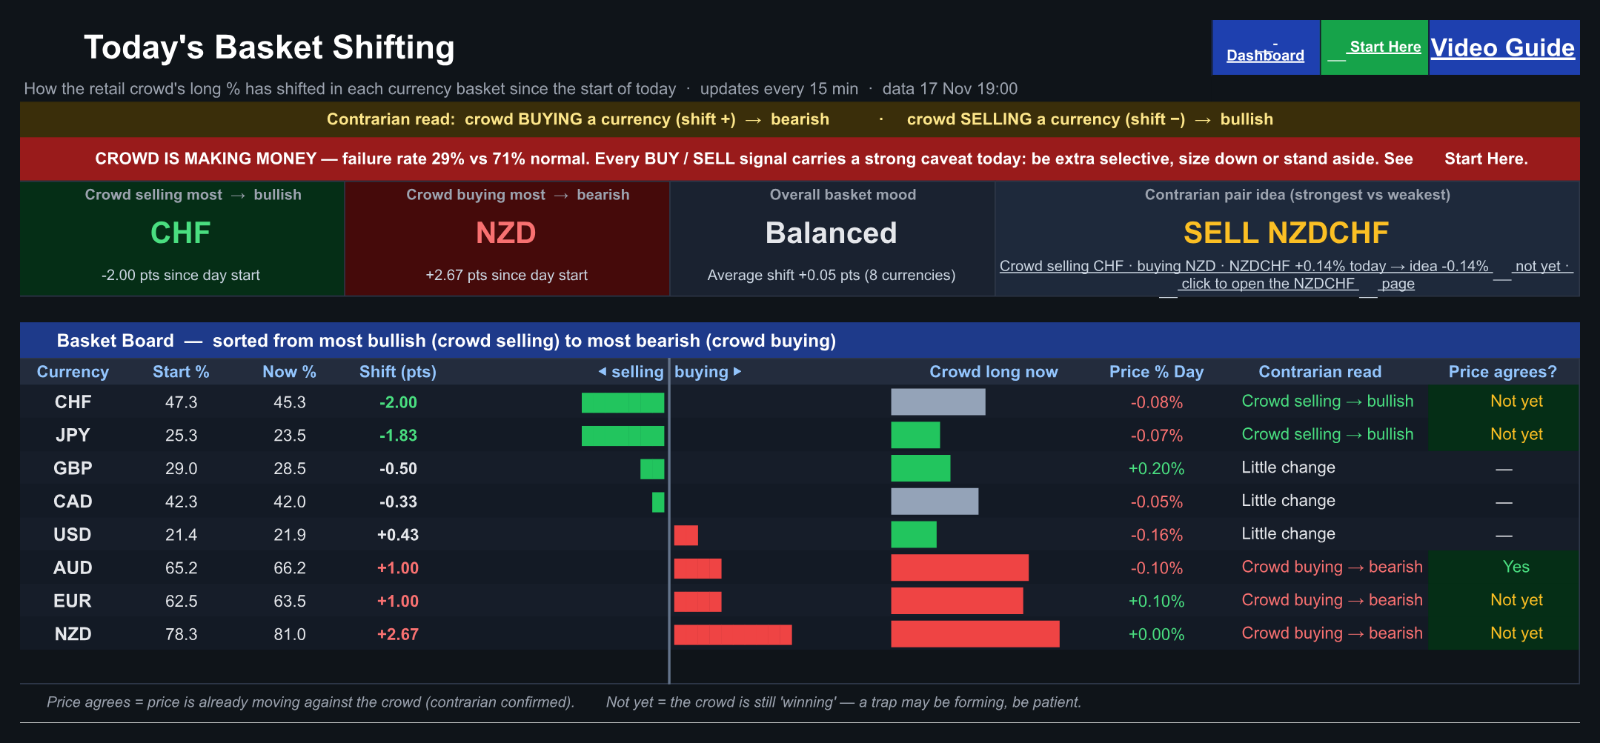 Today's Basket Shifting
Dashboard
Start Here
Video Guide
How the retail crowd's long % has shifted in each currency basket since the start of today · updates every 15 min · data 17 Nov 19:00
Contrarian read: crowd BUYING a currency (shift +) → bearish · crowd SELLING a currency (shift −) → bullish
CROWD IS MAKING MONEY — failure rate 29% vs 71% normal. Every BUY / SELL signal carries a strong caveat today: be extra selective, size down or stand aside. See Start Here.
Crowd selling most → bullish
CHF
-2.00 pts since day start
Crowd buying most → bearish
NZD
+2.67 pts since day start
Overall basket mood
Balanced
Average shift +0.05 pts (8 currencies)
Contrarian pair idea (strongest vs weakest)
SELL NZDCHF
Crowd selling CHF · buying NZD · NZDCHF +0.14% today → idea -0.14% not yet ·
click to open the NZDCHF page
Basket Board — sorted from most bullish (crowd selling) to most bearish (crowd buying)
Currency Start % Now % Shift (pts) ◄ selling buying ► Crowd long now Price % Day Contrarian read Price agrees?
CHF 47.3 45.3 -2.00 -0.08% Crowd selling → bullish Not yet
JPY 25.3 23.5 -1.83 -0.07% Crowd selling → bullish Not yet
GBP 29.0 28.5 -0.50 +0.20% Little change —
CAD 42.3 42.0 -0.33 -0.05% Little change —
USD 21.4 21.9 +0.43 -0.16% Little change —
AUD 65.2 66.2 +1.00 -0.10% Crowd buying → bearish Yes
EUR 62.5 63.5 +1.00 +0.10% Crowd buying → bearish Not yet
NZD 78.3 81.0 +2.67 +0.00% Crowd buying → bearish Not yet
Price agrees = price is already moving against the crowd (contrarian confirmed). Not yet = the crowd is still 'winning' — a trap may be forming, be patient.